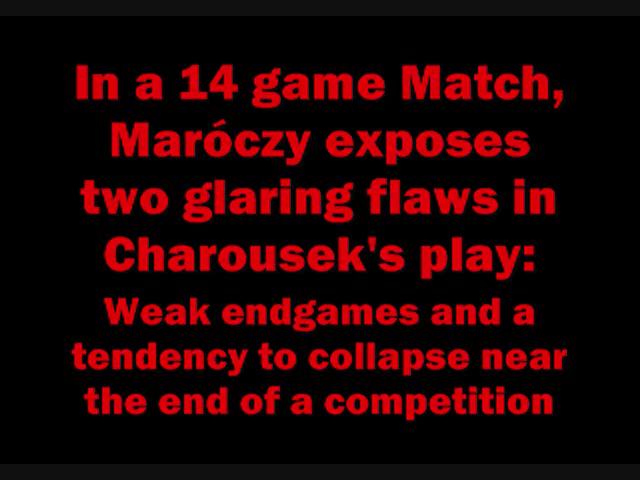 In a 14 game Match,
Maróczy exposes
two glaring flaws in
Charousek's play:
Weak endgames and a
tendency to collapse near
the end of a competition